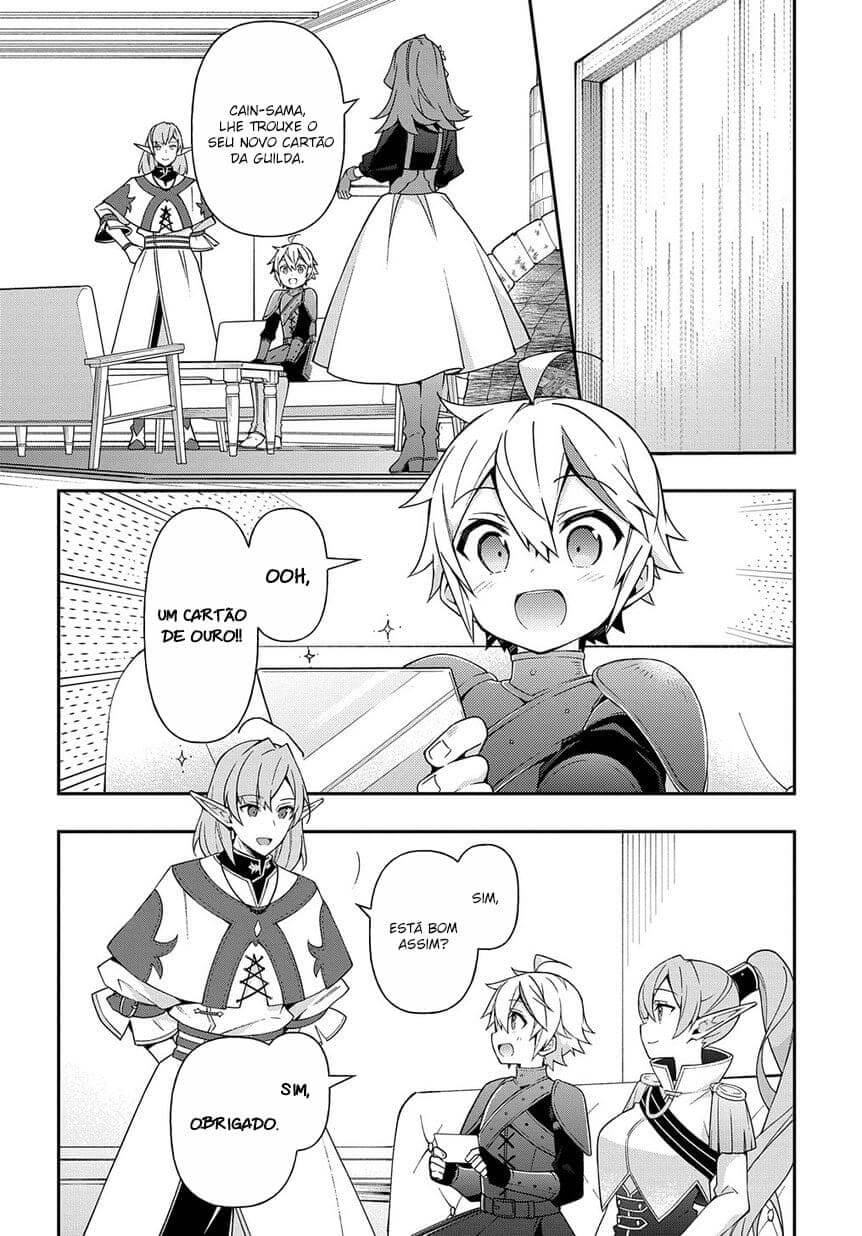 CAIN-SAMA,
LHE TROUXE O
SEU NOVO CARTÃO
DA GUILDA.
OOH,
UM CARTÃO
DE OURO!!
SIM,
ESTÁ BOM
ASSIM?
SIM,
OBRIGADO.